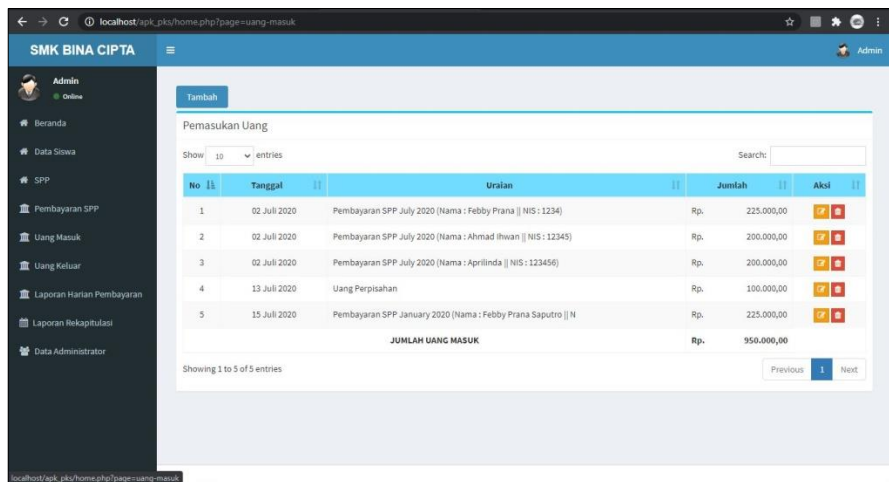 localhost/apk_pks/home.php?page=uang-masuk
SMK BINA CIPTA
Admin
Admin
Online
Beranda
Data Siswa
SPP
Pembayaran SPP
Uang Masuk
Uang Keluar
Laporan Harian Pembayaran
Laporan Rekapitulasi
Data Administrator
Tambah
Pemasukan Uang
Show 10 entries Search:
No Tanggal Uraian Jumlah Aksi
1 02 Juli 2020 Pembayaran SPP July 2020 (Nama : Febby Prana || NIS : 1234) Rp. 225.000,00
2 02 Juli 2020 Pembayaran SPP July 2020 (Nama : Ahmad Ihwan || NIS : 12345) Rp. 200.000,00
3 02 Juli 2020 Pembayaran SPP July 2020 (Nama : Aprilinda || NIS : 123456) Rp. 200.000,00
4 13 Juli 2020 Uang Perpisahan Rp. 100.000,00
5 15 Juli 2020 Pembayaran SPP January 2020 (Nama : Febby Prana Saputro || N Rp. 225.000,00
JUMLAH UANG MASUK Rp. 950.000,00
Showing 1 to 5 of 5 entries Previous 1 Next
localhost/apk_pks/home.php?page=uang-masuk